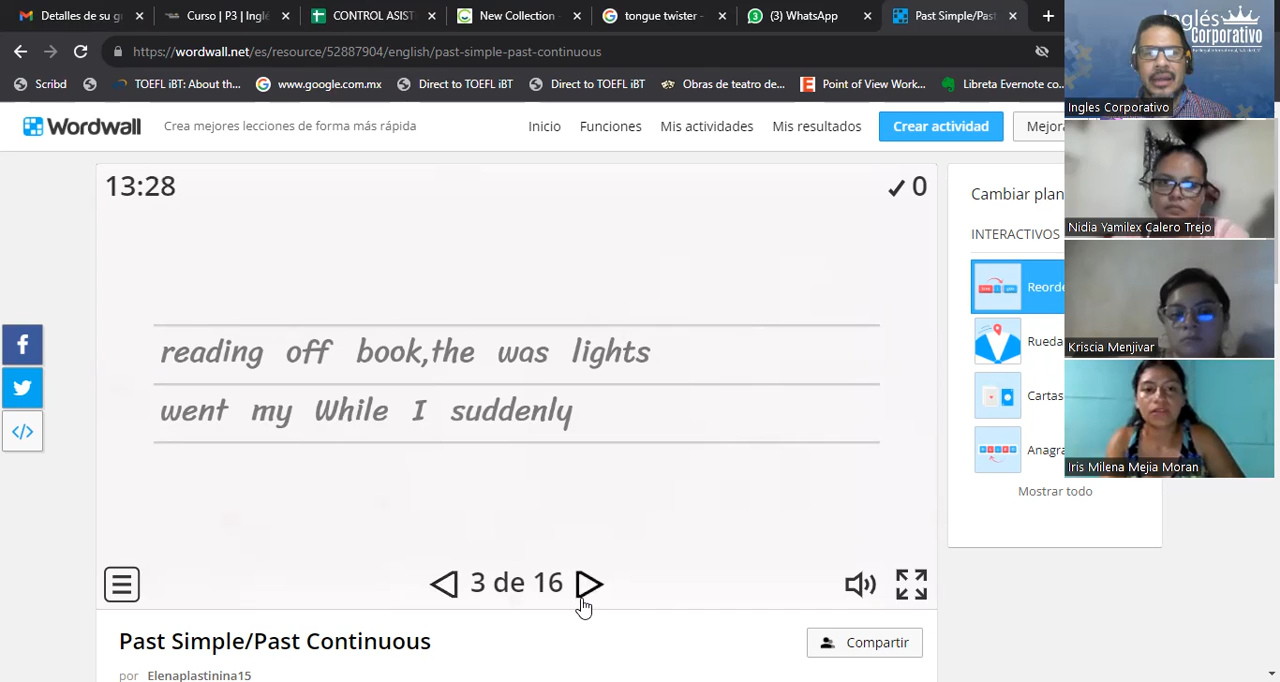 Detalles de su g
Curso | P3 | Inglé
CONTROL ASIST
New Collection -
tongue twister -
(3) WhatsApp
Past Simple/Past
https://wordwall.net/es/resource/52887904/english/past-simple-past-continuous
Scribd
TOEFL iBT: About th...
www.google.com.mx
Direct to TOEFL iBT
Direct to TOEFL iBT
Obras de teatro de...
Point of View Work...
Libreta Evernote co...
Wordwall
Crea mejores lecciones de forma más rápida
Inicio
Funciones
Mis actividades
Mis resultados
Crear actividad
Mejora
13:28
0
reading off book,the was lights
went my While I suddenly
3 de 16
Past Simple/Past Continuous
Compartir
por Elenaplastinina15
Cambiar plan
INTERACTIVOS
Reorde
Rueda
Cartas
Anagra
Mostrar todo
Inglés
Corporativo
Ingles Corporativo
Nidia Yamilex Calero Trejo
Kriscia Menjivar
Iris Milena Mejia Moran